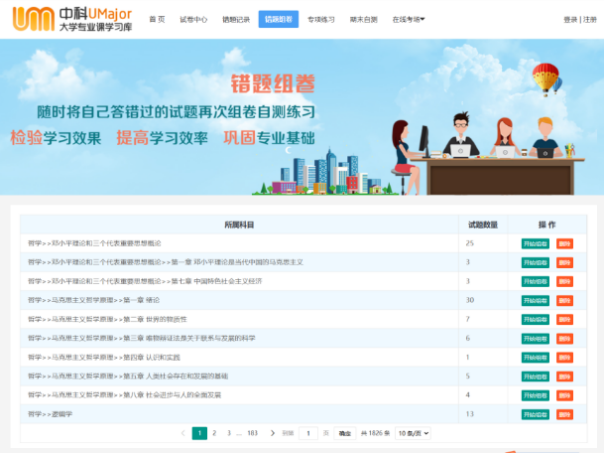 中科UMajor
大学专业课学习库
首 页 试卷中心 错题记录 错题组卷 专项练习 期末自测 在线考场 登录 | 注册
错题组卷
随时将自己答错过的试题再次组卷自测练习
检验学习效果 提高学习效率 巩固专业基础
所属科目 试题数量 操 作
哲学>>邓小平理论和三个代表重要思想概论 25 开始组卷 删除
哲学>>邓小平理论和三个代表重要思想概论>>第一章 邓小平理论是当代中国的马克思主义 3 开始组卷 删除
哲学>>邓小平理论和三个代表重要思想概论>>第七章 中国特色社会主义经济 3 开始组卷 删除
哲学>>马克思主义哲学原理>>第一章 绪论 30 开始组卷 删除
哲学>>马克思主义哲学原理>>第二章 世界的物质性 7 开始组卷 删除
哲学>>马克思主义哲学原理>>第三章 唯物辩证法是关于联系与发展的科学 6 开始组卷 删除
哲学>>马克思主义哲学原理>>第四章 认识和实践 1 开始组卷 删除
哲学>>马克思主义哲学原理>>第五章 人类社会存在和发展的基础 5 开始组卷 删除
哲学>>马克思主义哲学原理>>第八章 社会进步与人的全面发展 4 开始组卷 删除
哲学>>逻辑学 13 开始组卷 删除
< 1 2 3 ... 183 > 到第 1 页 确定 共 1826 条 10 条/页